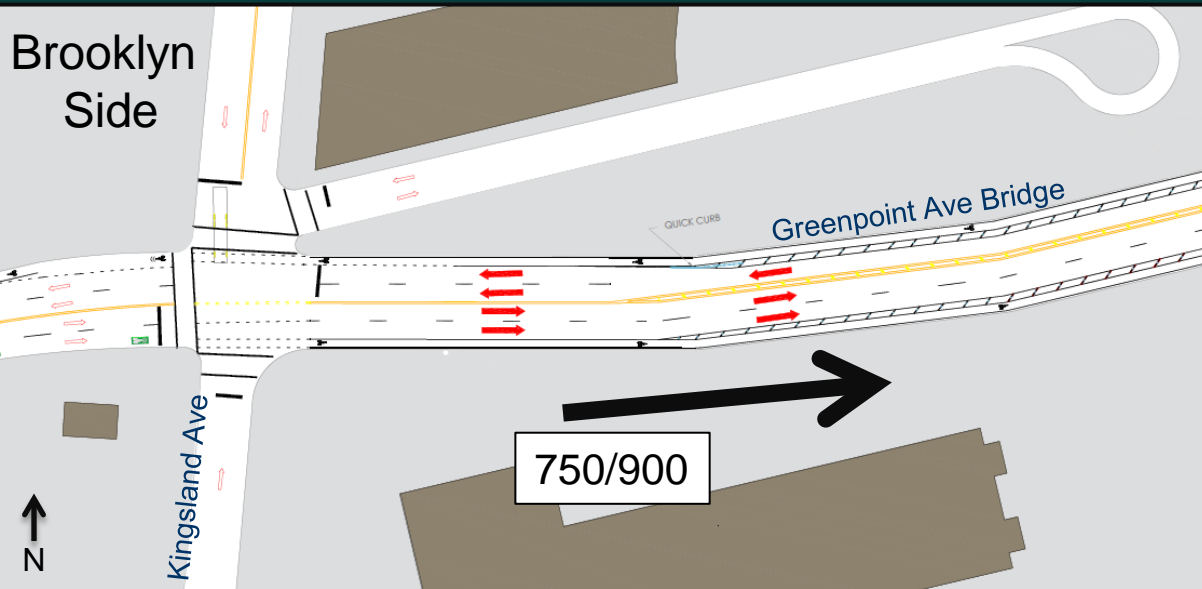 Brooklyn
Side
QUICK CURB
Greenpoint Ave Bridge
750/900
Kingsland Ave
N